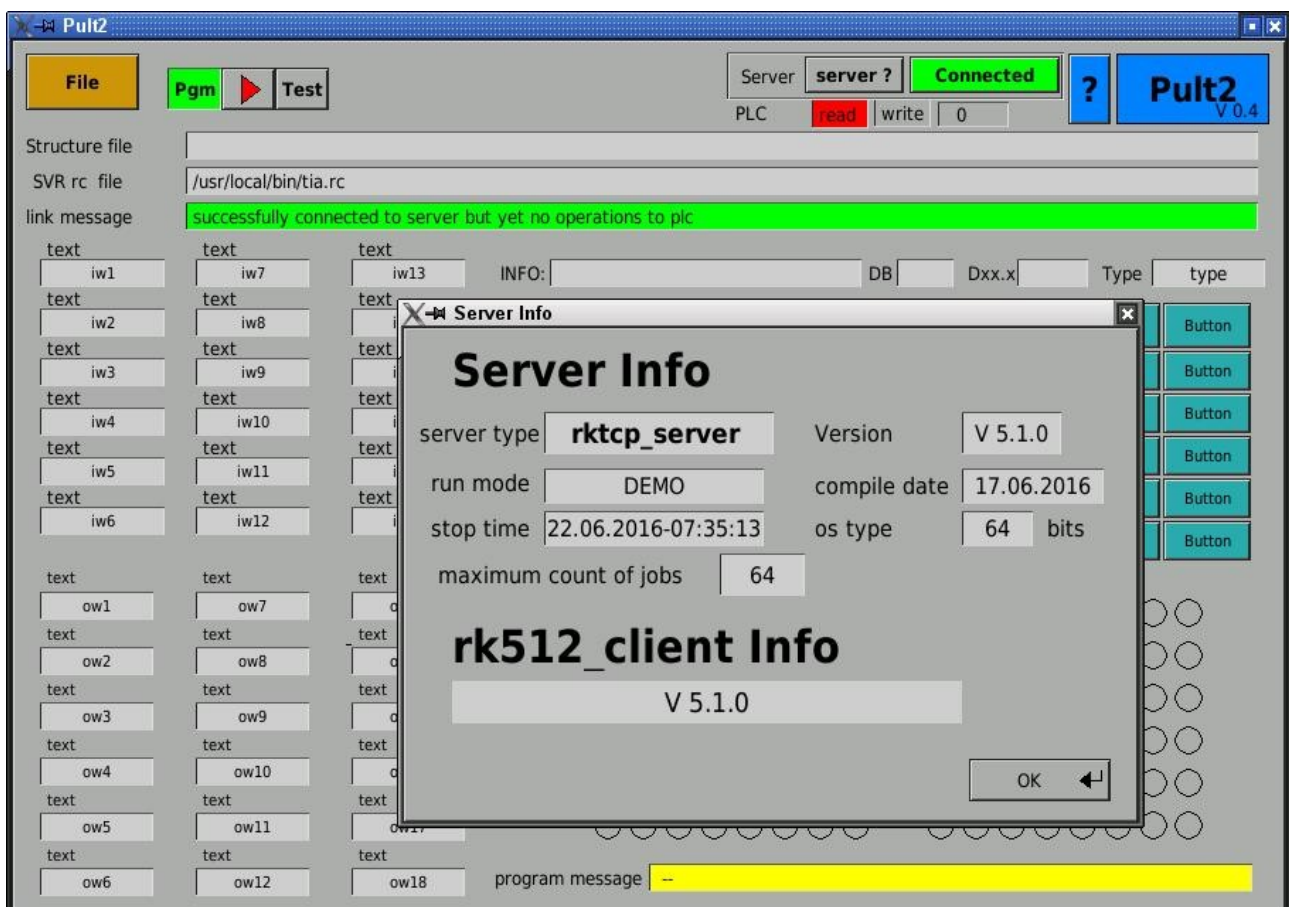 Pult2
File
Pgm Test
Server server ? Connected
PLC read write 0
?
Pult2
V 0.4
Structure file
SVR rc file /usr/local/bin/tia.rc
link message successfully connected to server but yet no operations to plc
text text text
iw1 iw7 iw13 INFO: DB Dxx.x Type type
text text text
iw2 iw8 Button
text text text
iw3 iw9 Button
text text text
iw4 iw10 Button
text text text
iw5 iw11 Button
text text text
iw6 iw12 Button
Button
Server Info
Server Info
server type rktcp_server Version V 5.1.0
run mode DEMO compile date 17.06.2016
stop time 22.06.2016-07:35:13 os type 64 bits
maximum count of jobs 64
rk512_client Info
V 5.1.0
OK
text text text
ow1 ow7
text text text
ow2 ow8
text text text
ow3 ow9
text text text
ow4 ow10
text text text
ow5 ow11 ow17
text text text
ow6 ow12 ow18 program message --